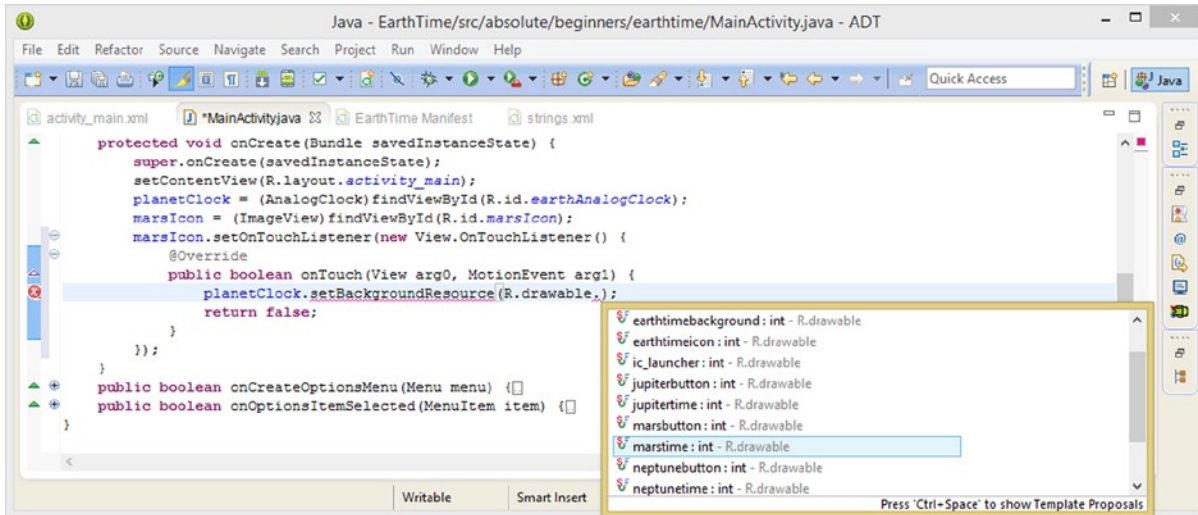 Java - EarthTime/src/absolute/beginners/earthtime/MainActivity.java - ADT
File Edit Refactor Source Navigate Search Project Run Window Help
Quick Access
Java
activity_main.xml *MainActivity.java EarthTime Manifest strings.xml
protected void onCreate(Bundle savedInstanceState) {
super.onCreate(savedInstanceState);
setContentView(R.layout.activity_main);
planetClock = (AnalogClock)findViewById(R.id.earthAnalogClock);
marsIcon = (ImageView)findViewById(R.id.marsIcon);
marsIcon.setOnTouchListener(new View.OnTouchListener() {
@Override
public boolean onTouch(View arg0, MotionEvent arg1) {
planetClock.setBackgroundResource(R.drawable.);
return false;
}
});
}
public boolean onCreateOptionsMenu(Menu menu) {
public boolean onOptionsItemSelected(MenuItem item) {
}
earthtimebackground : int - R.drawable
earthtimeicon : int - R.drawable
ic_launcher : int - R.drawable
jupiterbutton : int - R.drawable
jupitertime : int - R.drawable
marsbutton : int - R.drawable
marstime : int - R.drawable
neptunebutton : int - R.drawable
neptunetime : int - R.drawable
Press 'Ctrl+Space' to show Template Proposals
Writable Smart Insert